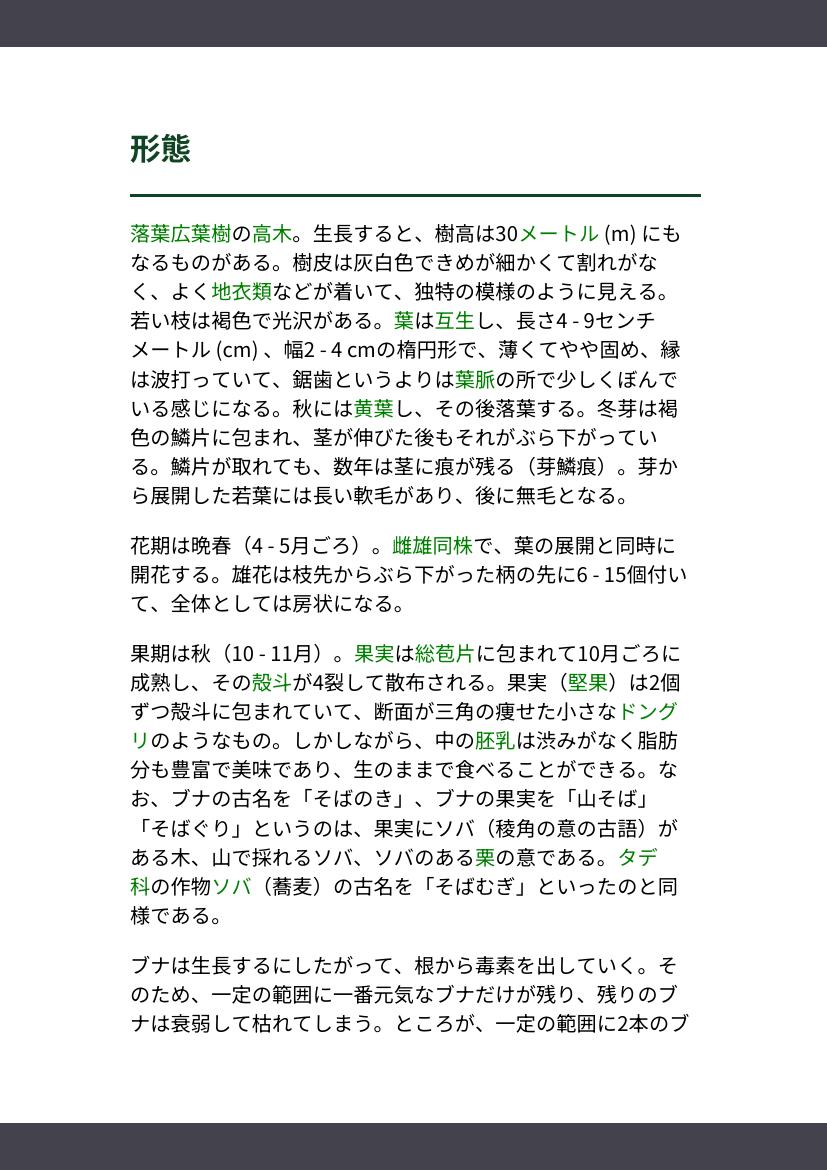 形態
落葉広葉樹の高木。生長すると、樹高は30メートル (m) にも
なるものがある。樹皮は灰白色できめが細かくて割れがな
く、よく地衣類などが着いて、独特の模様のように見える。
若い枝は褐色で光沢がある。葉は互生し、長さ4 - 9センチ
メートル (cm) 、幅2 - 4 cmの楕円形で、薄くてやや固め、縁
は波打っていて、鋸歯というよりは葉脈の所で少しくぼんで
いる感じになる。秋には黄葉し、その後落葉する。冬芽は褐
色の鱗片に包まれ、茎が伸びた後もそれがぶら下がってい
る。鱗片が取れても、数年は茎に痕が残る（芽鱗痕）。芽か
ら展開した若葉には長い軟毛があり、後に無毛となる。
花期は晩春（4 - 5月ごろ）。雌雄同株で、葉の展開と同時に
開花する。雄花は枝先からぶら下がった柄の先に6 - 15個付い
て、全体としては房状になる。
果期は秋（10 - 11月）。果実は総苞片に包まれて10月ごろに
成熟し、その殻斗が4裂して散布される。果実（堅果）は2個
ずつ殻斗に包まれていて、断面が三角の痩せた小さなドング
リのようなもの。しかしながら、中の胚乳は渋みがなく脂肪
分も豊富で美味であり、生のままで食べることができる。な
お、ブナの古名を「そばのき」、ブナの果実を「山そば」
「そばぐり」というのは、果実にソバ（稜角の意の古語）が
ある木、山で採れるソバ、ソバのある栗の意である。タデ
科の作物ソバ（蕎麦）の古名を「そばむぎ」といったのと同
様である。
ブナは生長するにしたがって、根から毒素を出していく。そ
のため、一定の範囲に一番元気なブナだけが残り、残りのブ
ナは衰弱して枯れてしまう。ところが、一定の範囲に2本のブ